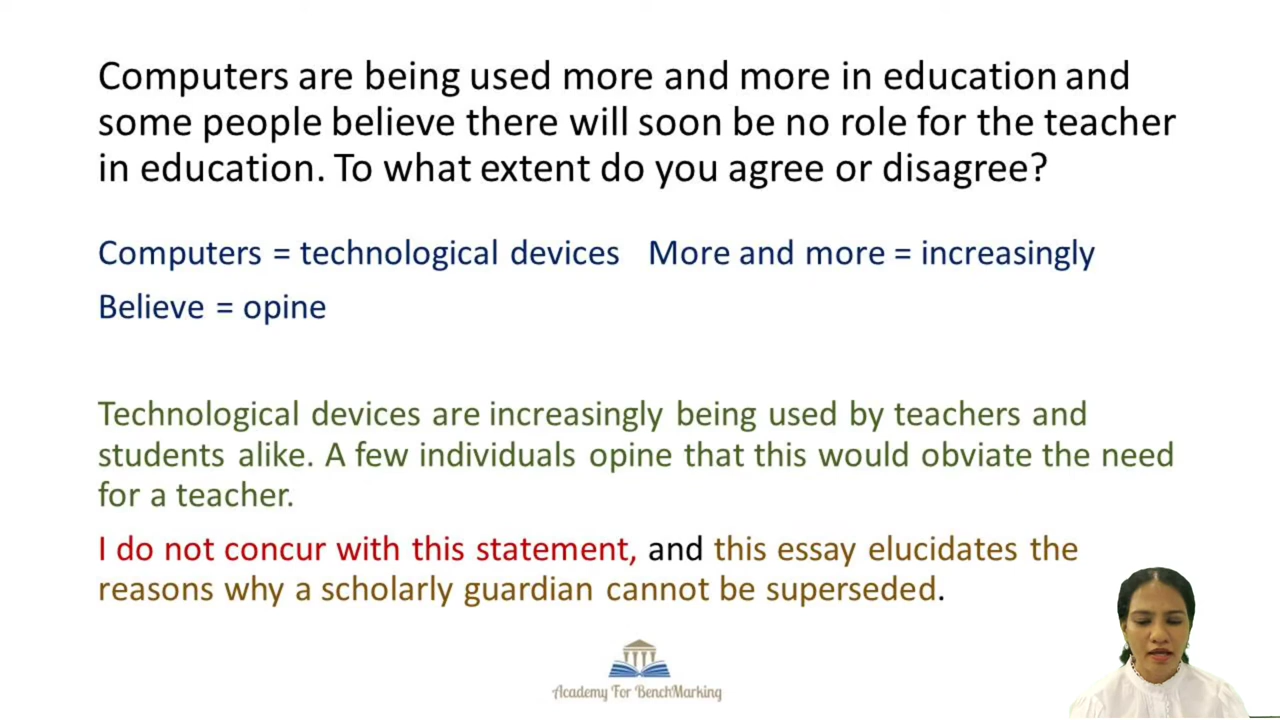 Computers are being used more and more in education and
some people believe there will soon be no role for the teacher
in education. To what extent do you agree or disagree?
Computers = technological devices   More and more = increasingly
Believe = opine
Technological devices are increasingly being used by teachers and
students alike. A few individuals opine that this would obviate the need
for a teacher.
I do not concur with this statement, and this essay elucidates the
reasons why a scholarly guardian cannot be superseded.
Academy For BenchMarking